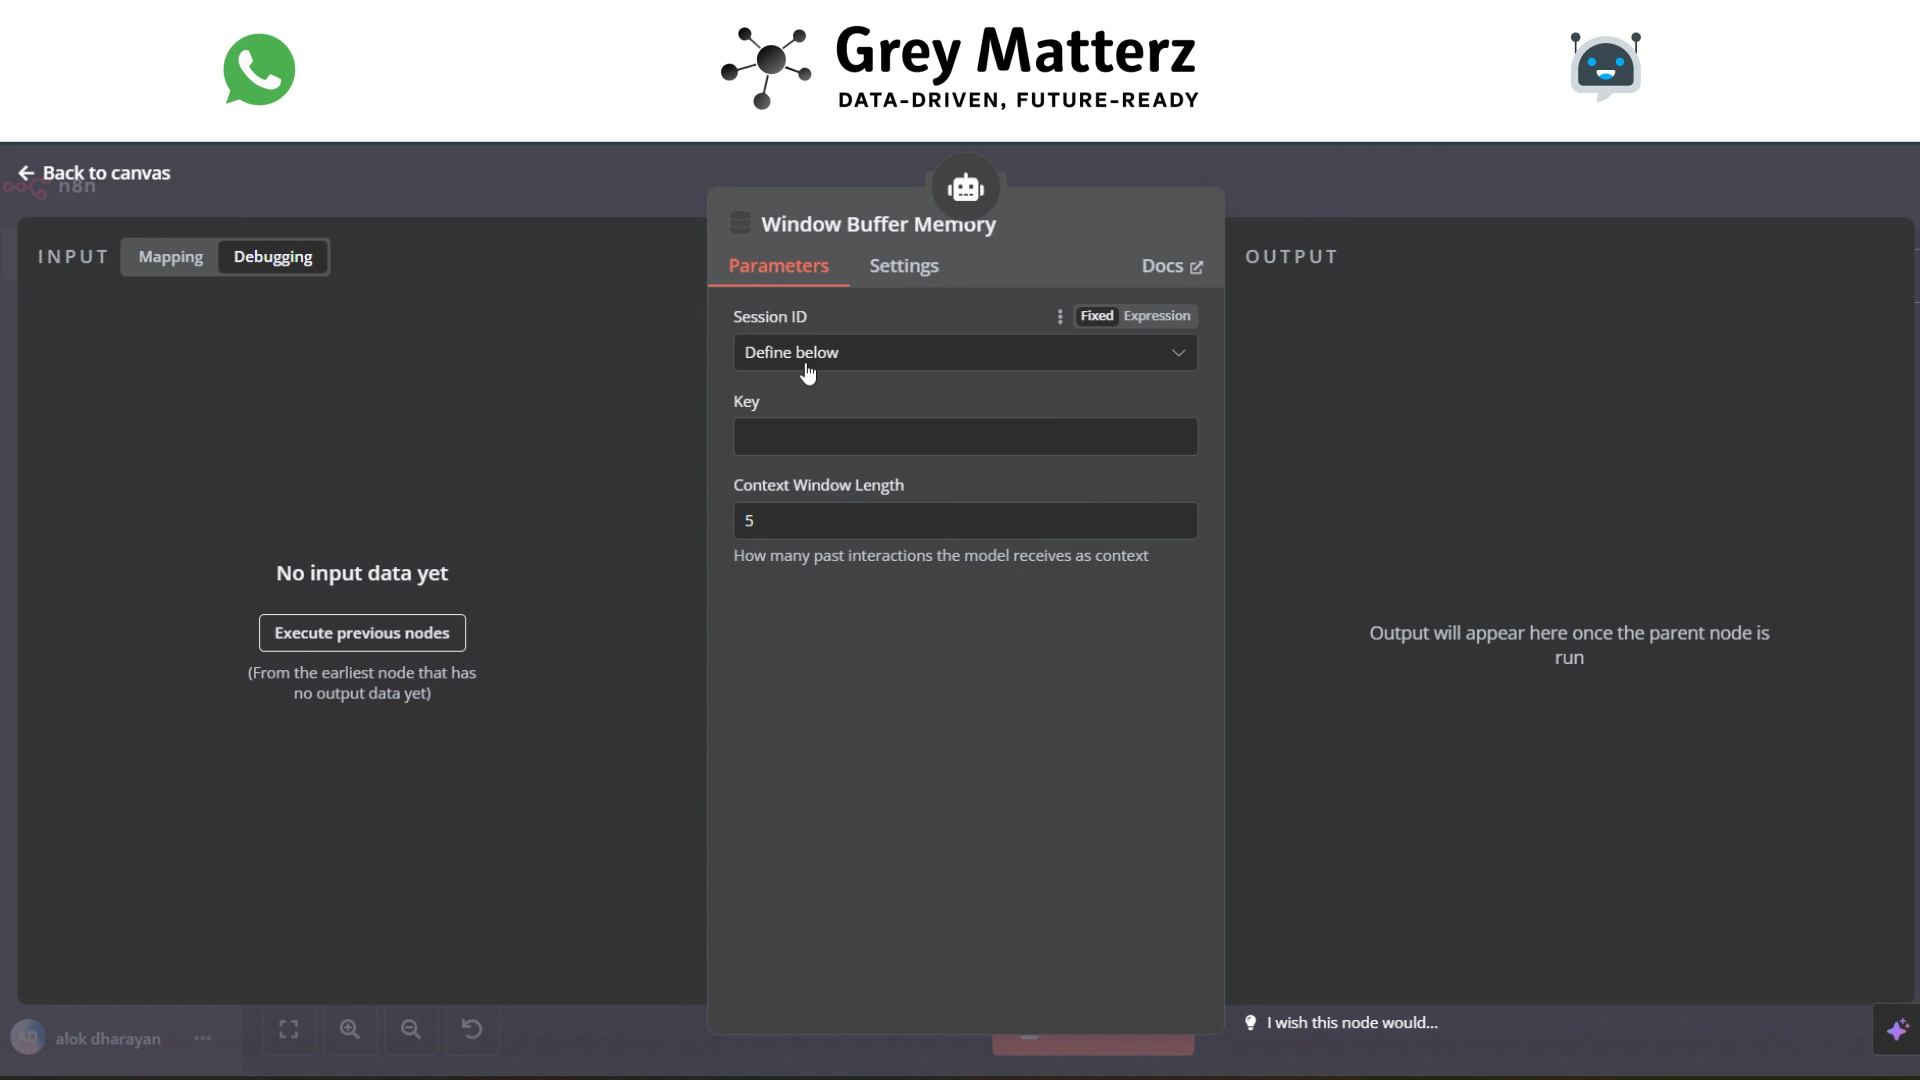 Grey Matterz
DATA-DRIVEN, FUTURE-READY
Back to canvas
n8n
INPUT
Mapping
Debugging
Window Buffer Memory
Parameters
Settings
Docs
OUTPUT
Session ID
Fixed
Expression
Define below
Key
Context Window Length
5
How many past interactions the model receives as context
No input data yet
Execute previous nodes
(From the earliest node that has
no output data yet)
Output will appear here once the parent node is
run
I wish this node would...
AD
alok dharayan